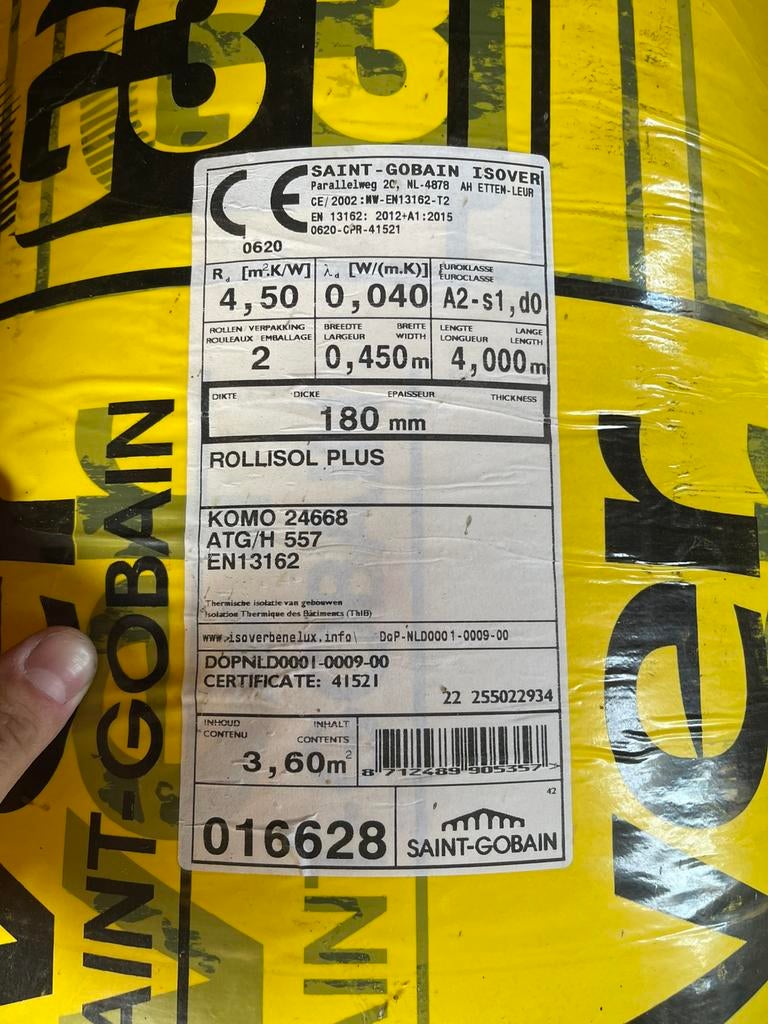 33
CE
0620
SAINT-GOBAIN ISOVER
Parallelweg 20, NL-4878 AH ETTEN-LEUR
CE/2002:MW-EN13162-T2
EN 13162: 2012+A1:2015
0620-CPR-41521
Rd [m².K/W] λd [W/(m.K)] EUROKLASSE
EUROCLASSE
4,50 0,040 A2-s1,d0
ROLLEN/VERPAKKING BREEDTE BREITE LENGTE LANGE
ROULEAUX EMBALLAGE LARGEUR WIDTH LONGUEUR LENGTH
2 0,450m 4,000m
DIKTE DICKE EPAISSEUR THICKNESS
180 mm
ROLLISOL PLUS
KOMO 24668
ATG/H 557
EN13162
Thermische isolatie van gebouwen
Isolation Thermique des Bâtiments (ThIB)
www.isoverbenelux.info\ DoP-NLD0001-0009-00
DOPNLD0001-0009-00
CERTIFICATE: 41521
22 255022934
INHOUD INHALT
CONTENU CONTENTS
3,60m²
8 712489 905357 >
42
016628
SAINT-GOBAIN
SAINT-GOBAIN
ver